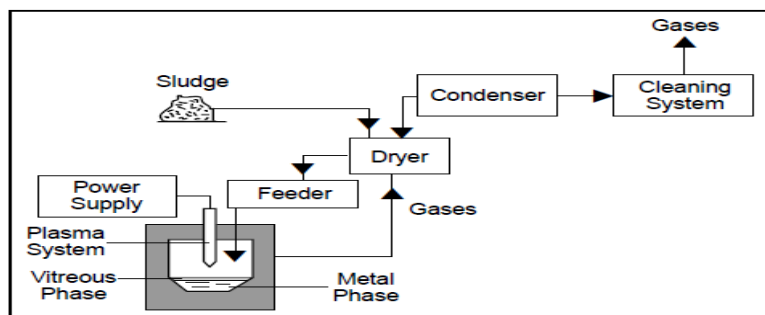 Gases
Sludge
Condenser
Cleaning
System
Dryer
Power
Supply
Feeder
Gases
Plasma
System
Vitreous
Phase
Metal
Phase